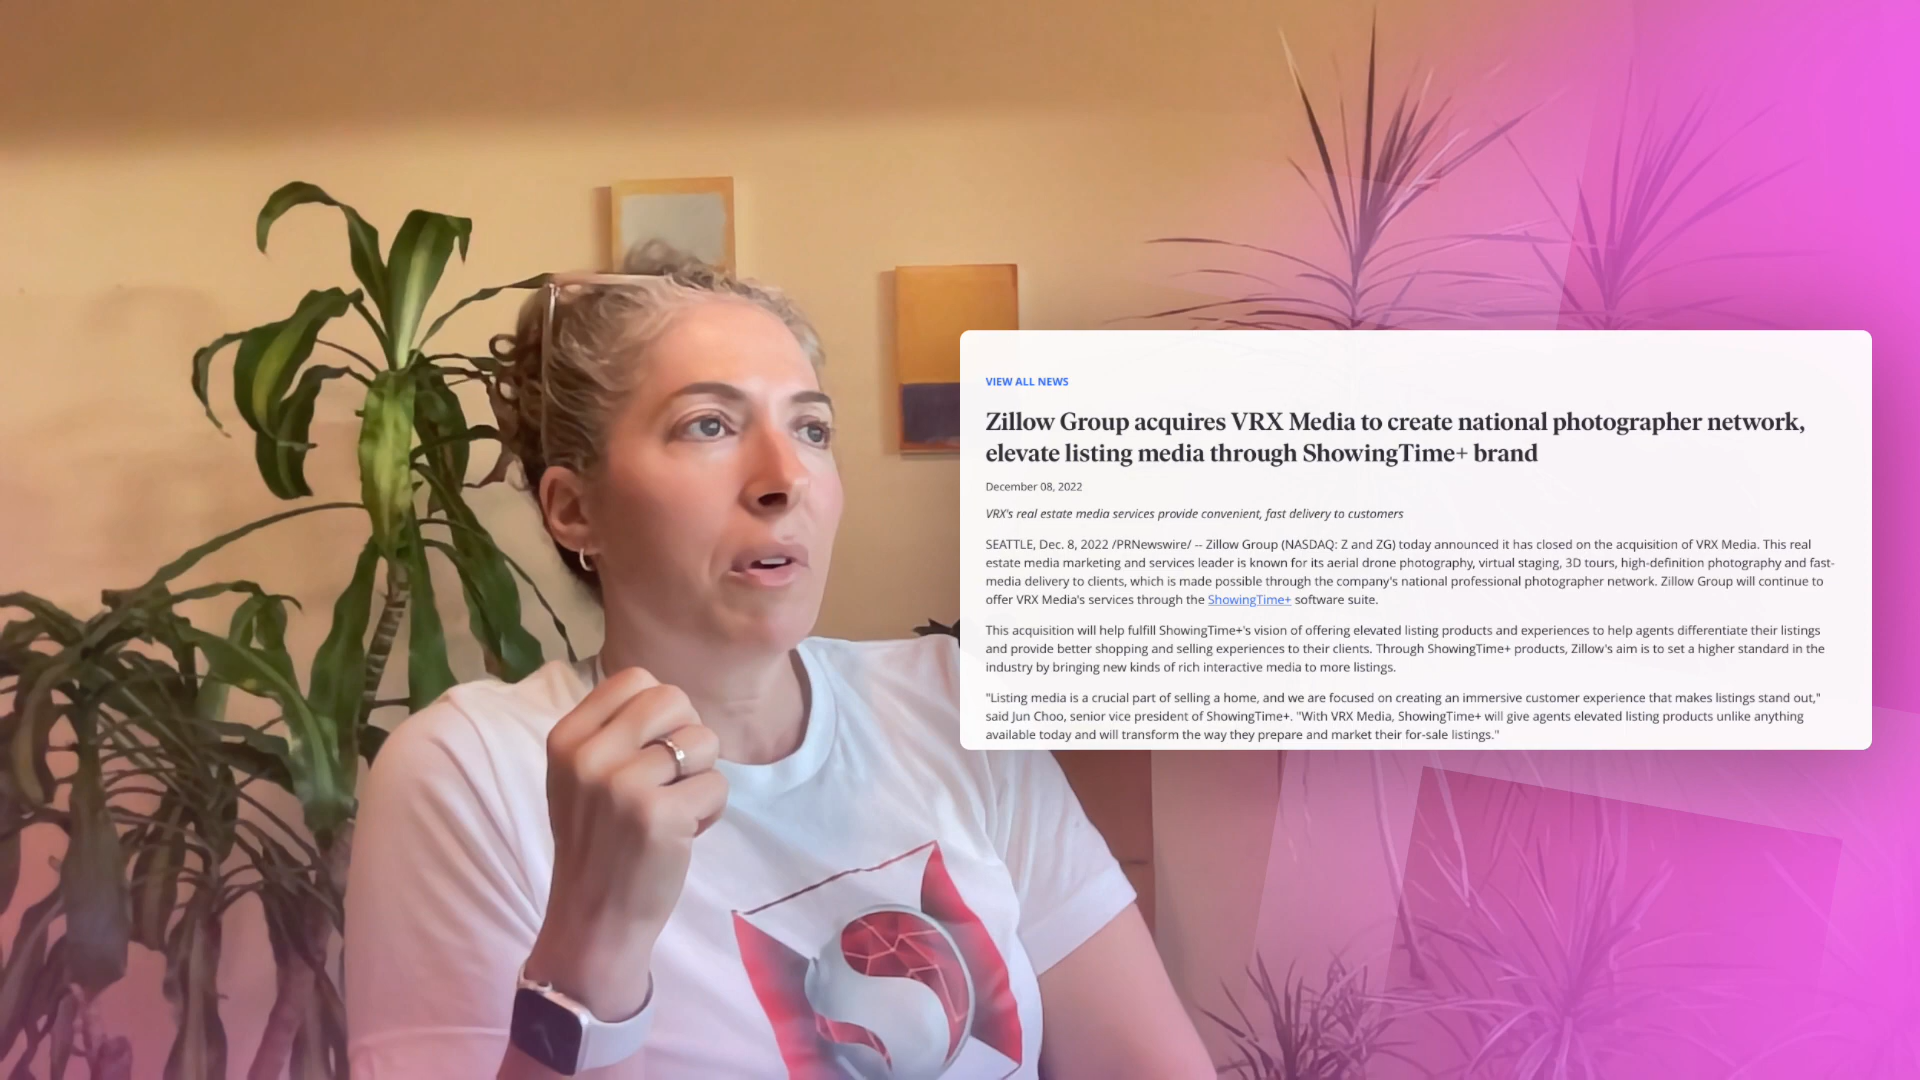 VIEW ALL NEWS
Zillow Group acquires VRX Media to create national photographer network,
elevate listing media through ShowingTime+ brand
December 08, 2022
VRX's real estate media services provide convenient, fast delivery to customers
SEATTLE, Dec. 8, 2022 /PRNewswire/ -- Zillow Group (NASDAQ: Z and ZG) today announced it has closed on the acquisition of VRX Media. This real
estate media marketing and services leader is known for its aerial drone photography, virtual staging, 3D tours, high-definition photography and fast-
media delivery to clients, which is made possible through the company's national professional photographer network. Zillow Group will continue to
offer VRX Media's services through the ShowingTime+ software suite.
This acquisition will help fulfill ShowingTime+'s vision of offering elevated listing products and experiences to help agents differentiate their listings
and provide better shopping and selling experiences to their clients. Through ShowingTime+ products, Zillow's aim is to set a higher standard in the
industry by bringing new kinds of rich interactive media to more listings.
"Listing media is a crucial part of selling a home, and we are focused on creating an immersive customer experience that makes listings stand out,"
said Jun Choo, senior vice president of ShowingTime+. "With VRX Media, ShowingTime+ will give agents elevated listing products unlike anything
available today and will transform the way they prepare and market their for-sale listings."